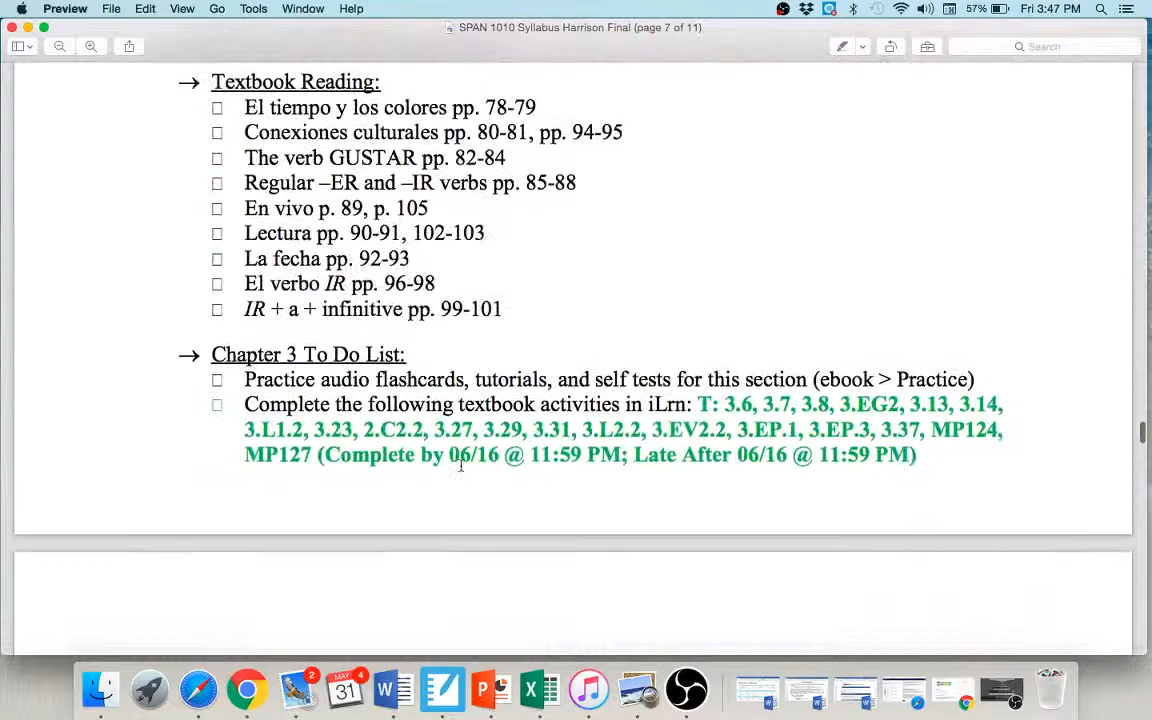 Preview File Edit View Go Tools Window Help 57% Fri 3:47 PM
SPAN 1010 Syllabus Harrison Final (page 7 of 11)
Search
→ Textbook Reading:
El tiempo y los colores pp. 78-79
Conexiones culturales pp. 80-81, pp. 94-95
The verb GUSTAR pp. 82-84
Regular –ER and –IR verbs pp. 85-88
En vivo p. 89, p. 105
Lectura pp. 90-91, 102-103
La fecha pp. 92-93
El verbo IR pp. 96-98
IR + a + infinitive pp. 99-101
→ Chapter 3 To Do List:
Practice audio flashcards, tutorials, and self tests for this section (ebook > Practice)
Complete the following textbook activities in iLrn: T: 3.6, 3.7, 3.8, 3.EG2, 3.13, 3.14,
3.L1.2, 3.23, 2.C2.2, 3.27, 3.29, 3.31, 3.L2.2, 3.EV2.2, 3.EP.1, 3.EP.3, 3.37, MP124,
MP127 (Complete by 06/16 @ 11:59 PM; Late After 06/16 @ 11:59 PM)
2
MAY
4
31
W
P
X